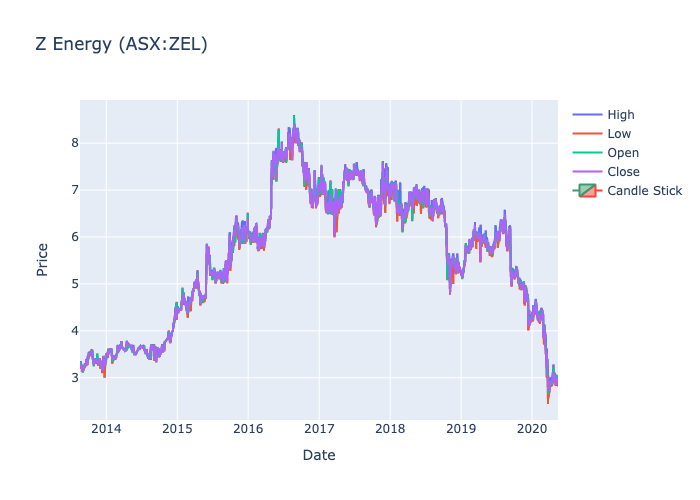 Z Energy (ASX:ZEL)
High
Low
Open
Close
Candle Stick
Price
8
7
6
5
4
3
2014 2015 2016 2017 2018 2019 2020
Date